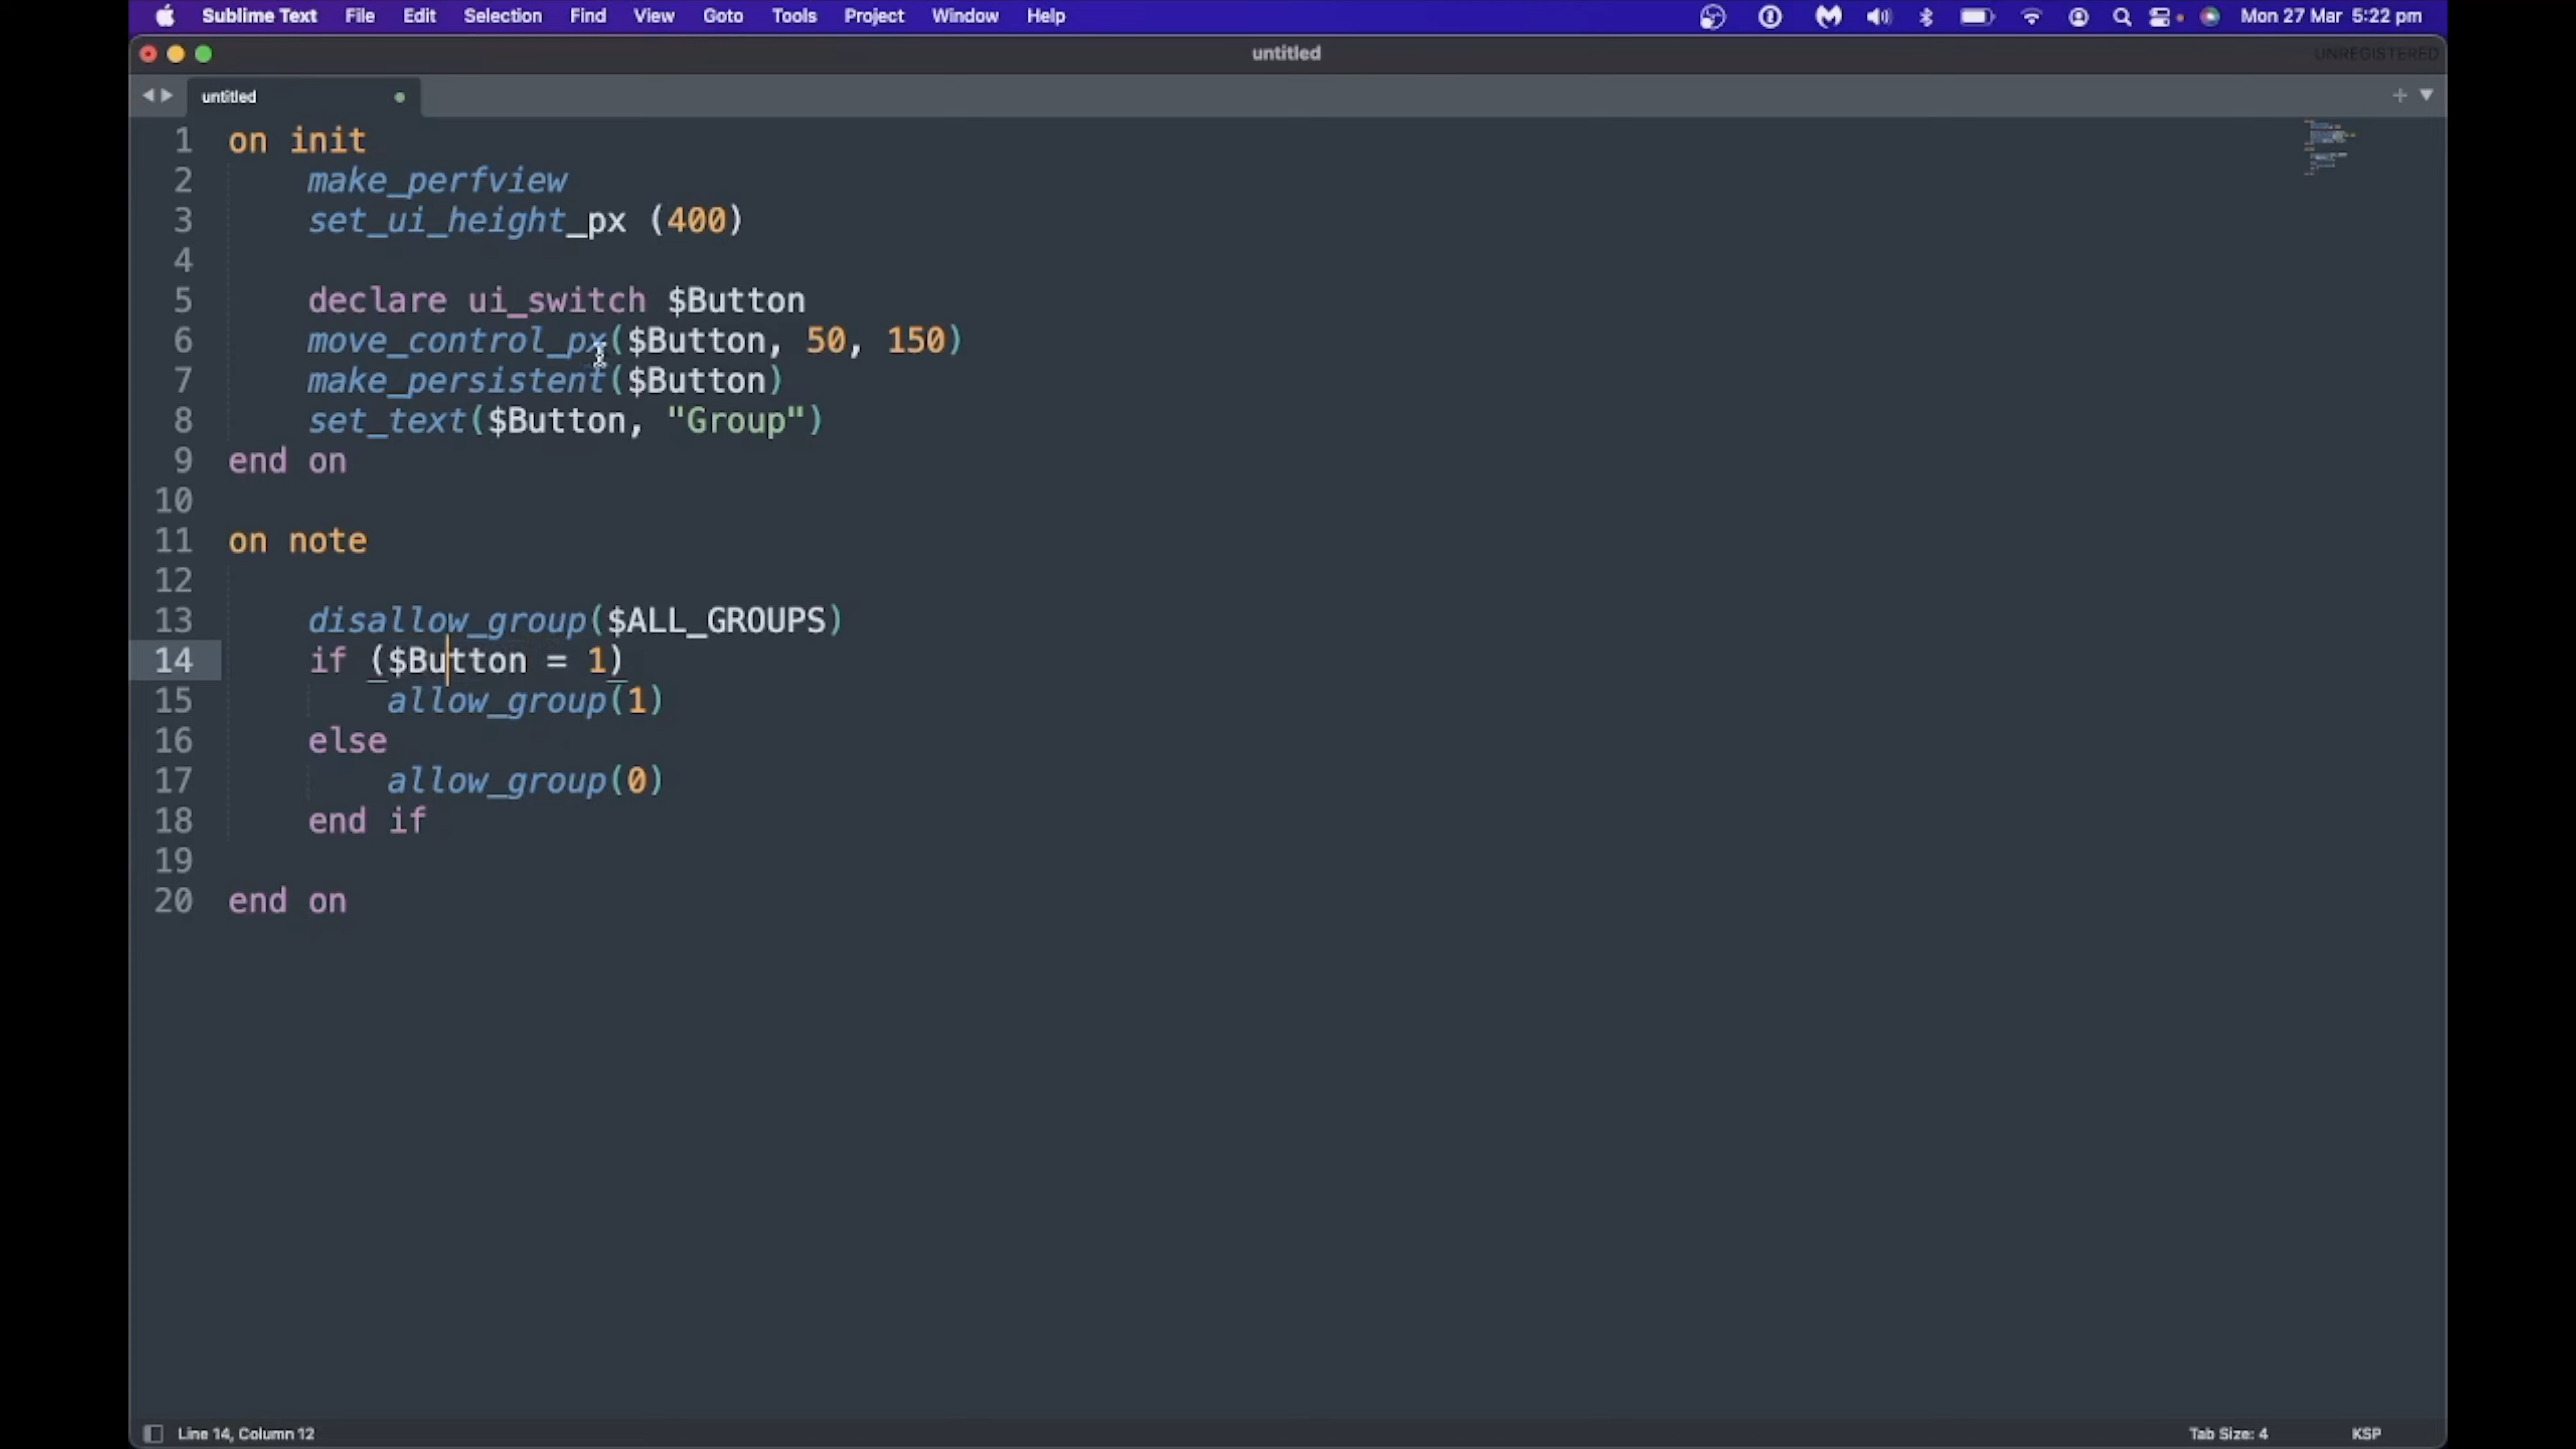 Sublime Text File Edit Selection Find View Goto Tools Project Window Help Mon 27 Mar 5:22 pm
untitled UNREGISTERED
untitled
1 on init
2 make_perfview
3 set_ui_height_px (400)
4
5 declare ui_switch $Button
6 move_control_px($Button, 50, 150)
7 make_persistent($Button)
8 set_text($Button, "Group")
9 end on
10
11 on note
12
13 disallow_group($ALL_GROUPS)
14 if ($Button = 1)
15 allow_group(1)
16 else
17 allow_group(0)
18 end if
19
20 end on
Line 14, Column 12 Tab Size: 4 KSP